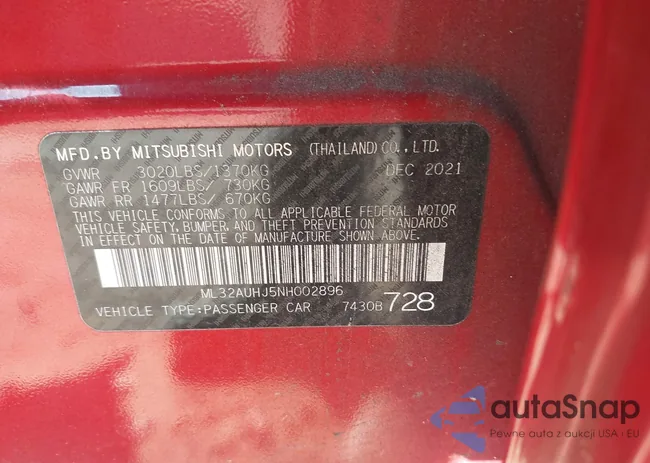 MFD.BY MITSUBISHI MOTORS (THAILAND)CO.,LTD.
GVWR 3020LBS/1370KG DEC 2021
GAWR FR 1609LBS/ 730KG
GAWR RR 1477LBS/ 670KG
THIS VEHICLE CONFORMS TO ALL APPLICABLE FEDERAL MOTOR
VEHICLE SAFETY,BUMPER,AND THEFT PREVENTION STANDARDS
IN EFFECT ON THE DATE OF MANUFACTURE SHOWN ABOVE.
ML32AUHJ5NH002896
VEHICLE TYPE:PASSENGER CAR 7430B 728
autaSnap
Pewne auta z aukcji USA i EU